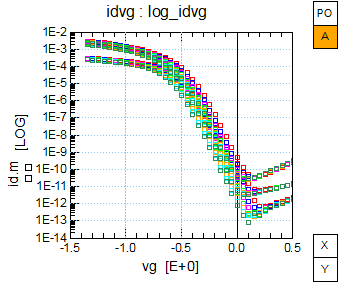 idvg : log_idvg
PO
A
1E-2
1E-3
1E-4
1E-5
1E-6
1E-7
1E-8
1E-9
1E-10
1E-11
1E-12
1E-13
1E-14
id.m [LOG]
-1.5
-1.0
-0.5
0.0
0.5
vg [E+0]
X
Y